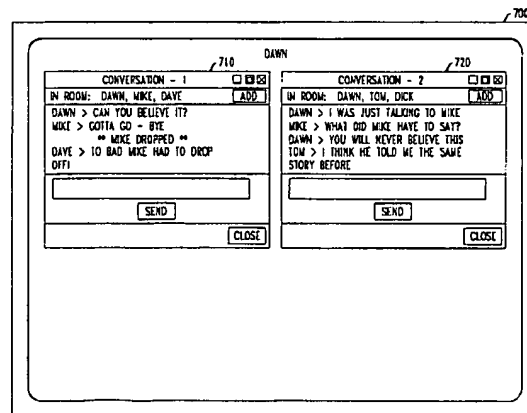 700
DAWN
710
CONVERSATION - 1
IN ROOM: DAWN, MIKE, DAVE
ADD
DAWN > CAN YOU BELIEVE IT?
MIKE > GOTTA GO - BYE
** MIKE DROPPED **
DAVE > TO BAD MIKE HAD TO DROP
OFF!
SEND
CLOSE
720
CONVERSATION - 2
IN ROOM: DAWN, TOM, DICK
ADD
DAWN > I WAS JUST TALKING TO MIKE
MIKE > WHAT DID MIKE HAVE TO SAY?
DAWN > YOU WILL NEVER BELIEVE THIS
TOM > I THINK HE TOLD ME THE SAME
STORY BEFORE
SEND
CLOSE